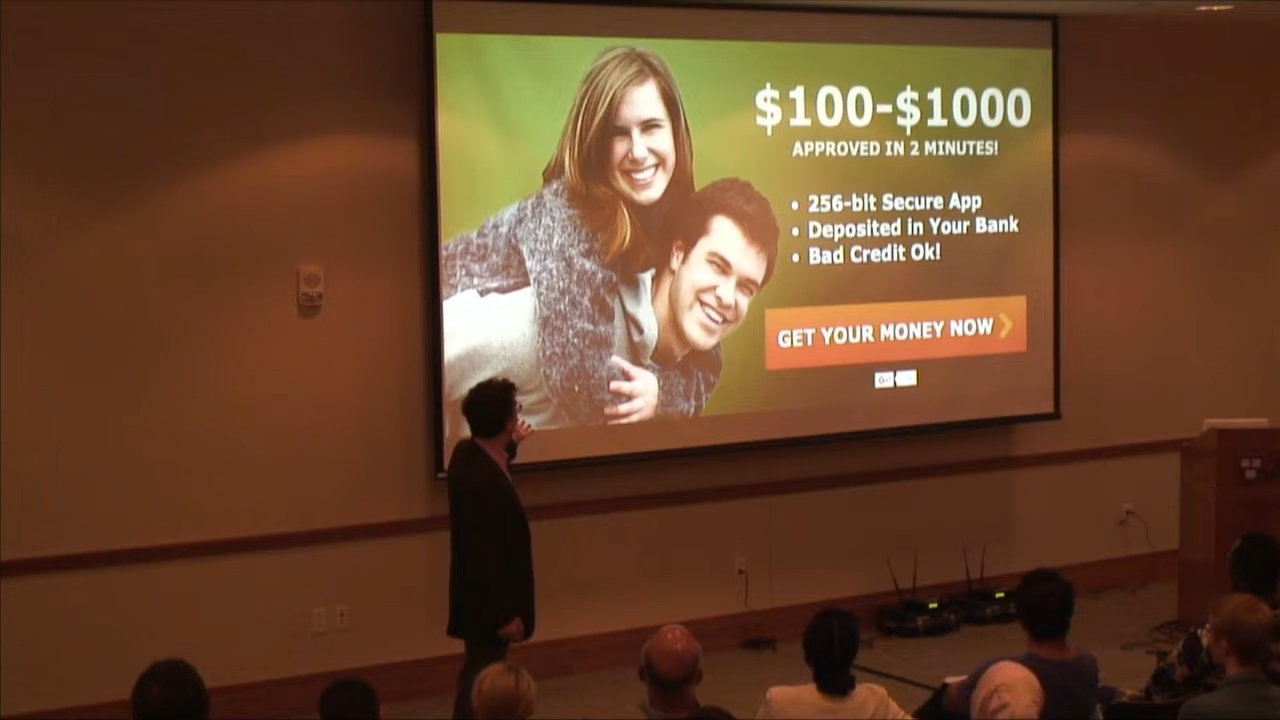 $100-$1000
APPROVED IN 2 MINUTES!
• 256-bit Secure App
• Deposited in Your Bank
• Bad Credit Ok!
GET YOUR MONEY NOW